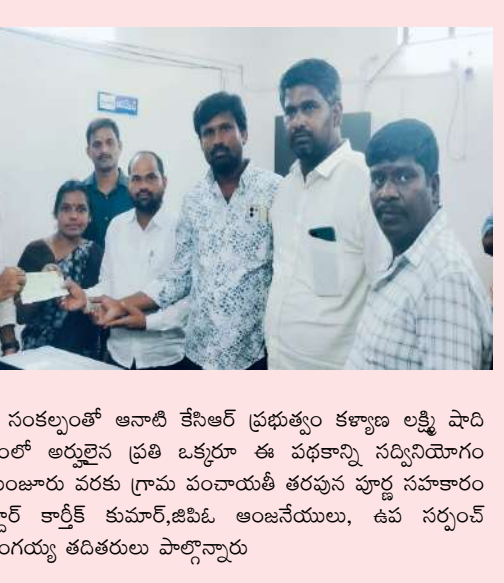 సంకల్పంతో ఆనాటి కేసిఆర్ ప్రభుత్వం కళ్యాణ లక్ష్మి షాది
అర్హులైన ప్రతి ఒక్కరూ ఈ పథకాన్ని సద్వినియోగం
వరకు గ్రామ పంచాయతీ తరపున పూర్ణ సహకారం
కార్తీక్ కుమార్,జిపిఓ ఆంజనేయులు, ఉప సర్పంచ్
తదితరులు పాల్గొన్నారు